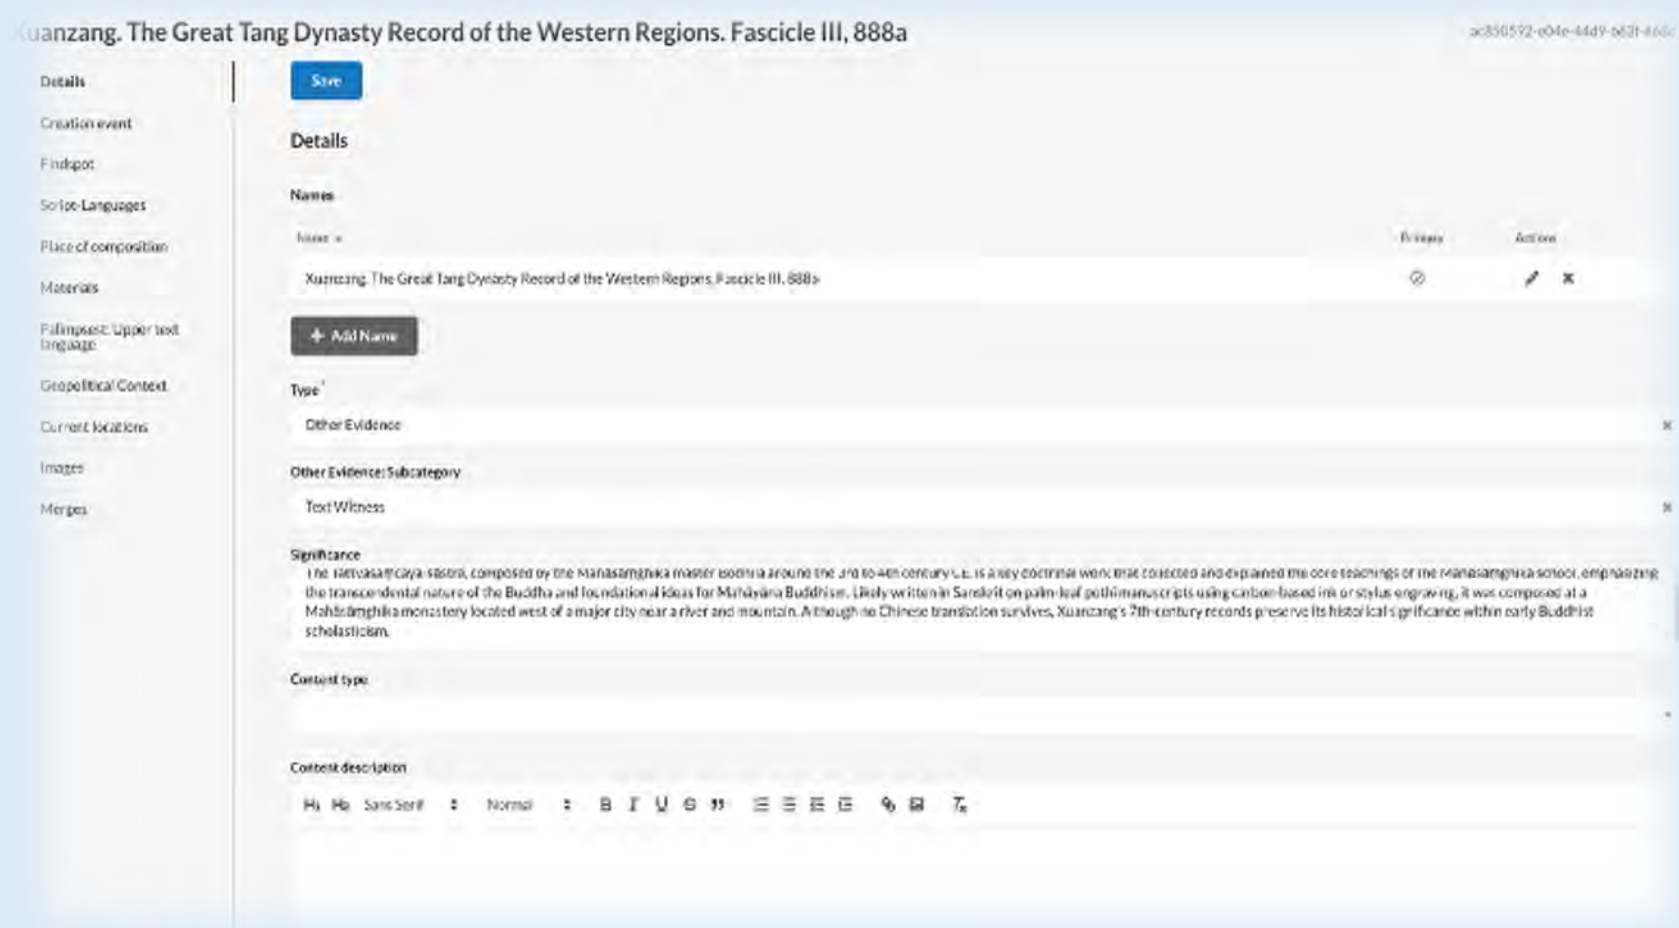 Xuanzang. The Great Tang Dynasty Record of the Western Regions. Fascicle III, 888a
Details
Save
Creation event
Details
Findspot
Names
Script-Languages
Name
Primary
Actions
Place of composition
Xuanzang. The Great Tang Dynasty Record of the Western Regions. Fascicle III, 888a
Materials
Palimpsest: Upper text
language
+ Add Name
Geopolitical Context
Type*
Current locations
Other Evidence
Images
Other Evidence: Subcategory
Merges
Text Witness
Significance
The Tattvasaṃcaya-śāstra, composed by the Mahāsāṃghika master around the 3rd to 4th century CE, is a key doctrinal work that collected and explained the core teachings of the Mahāsāṃghika school, emphasizing
the transcendental nature of the Buddha and foundational ideas for Mahāyāna Buddhism. Likely written in Sanskrit on palm-leaf pothi manuscripts using carbon-based ink or stylus engraving, it was composed at a
Mahāsāṃghika monastery located west of a major city near a river and mountain. Although no Chinese translation survives, Xuanzang's 7th-century records preserve its historical significance within early Buddhist
scholasticism.
Content type
Content description
H1 H2 Sans Serif Normal B I U S